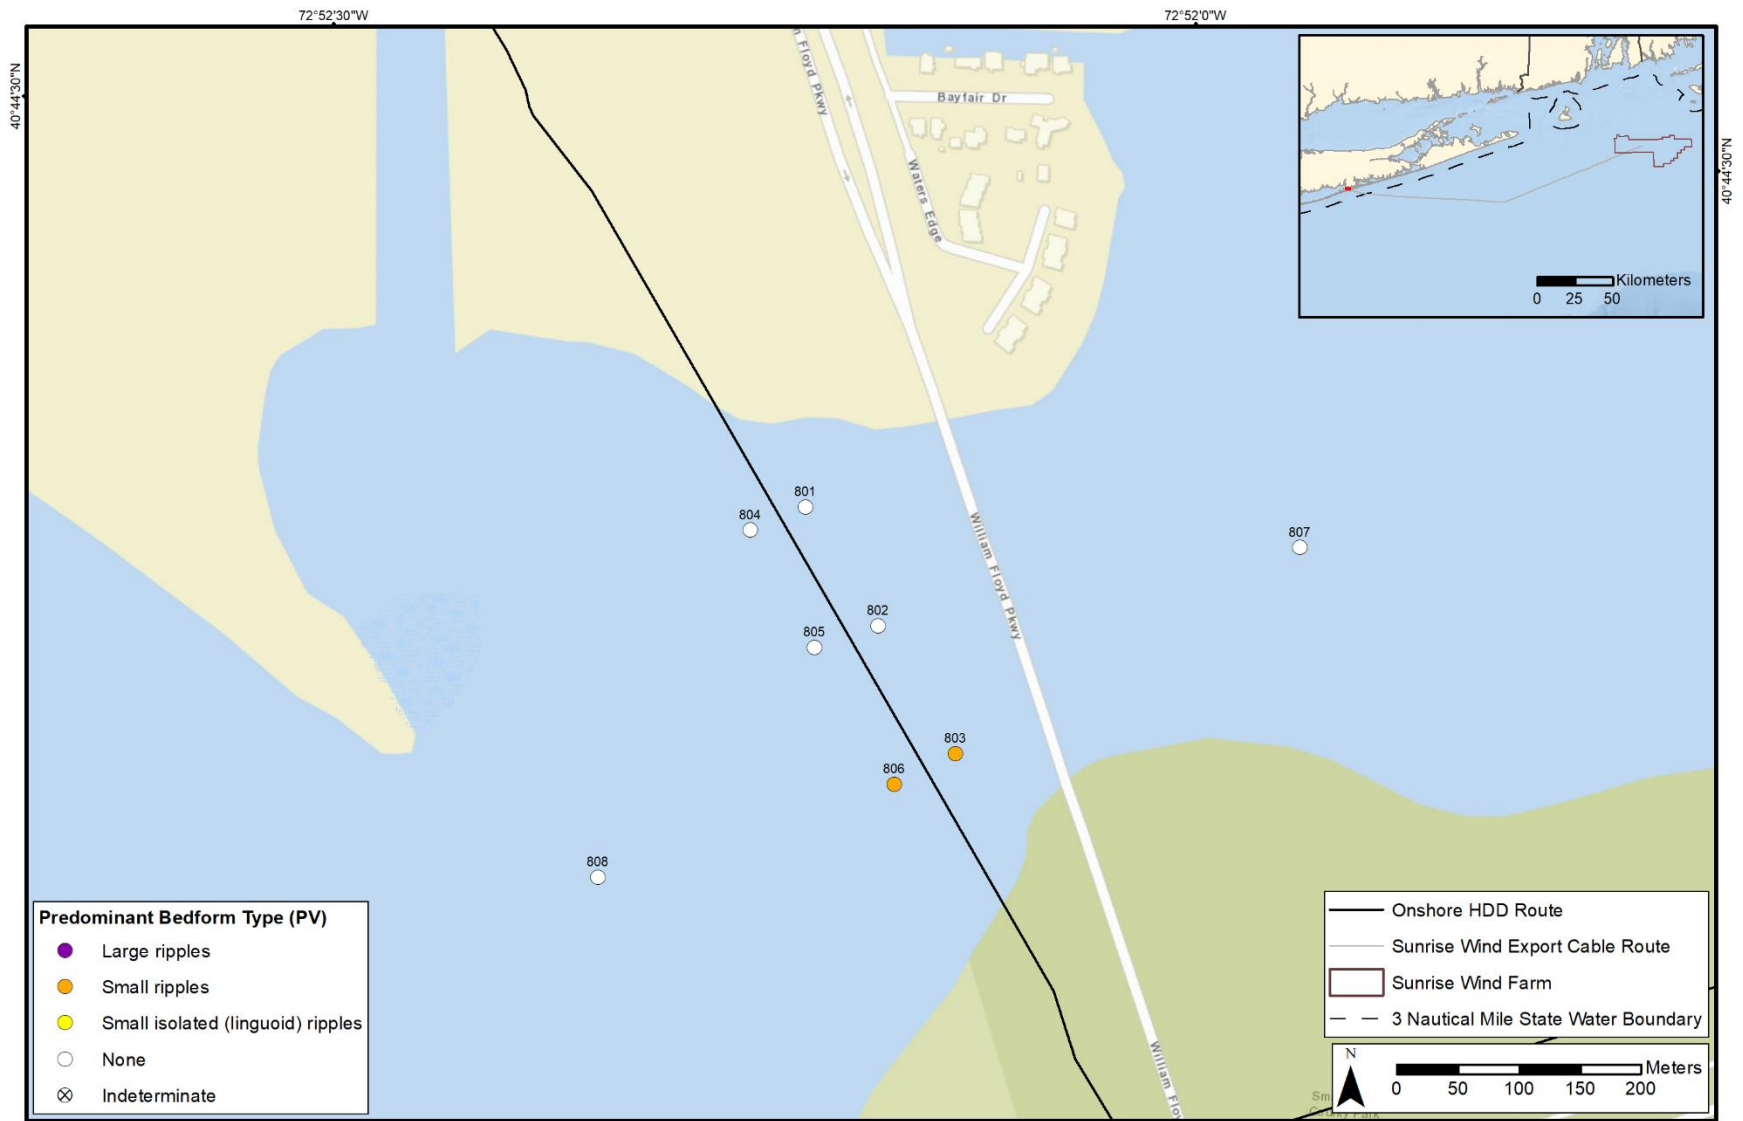 72°52'30"W
72°52'0"W
40°44'30"N
40°44'30"N
Floyd Pkwy
Bayfair Dr
Waters Edge
William Floyd Pkwy
Kilometers
0 25 50
801
804
807
802
805
803
806
808
Predominant Bedform Type (PV)
Large ripples
Small ripples
Small isolated (linguoid) ripples
None
Indeterminate
Onshore HDD Route
Sunrise Wind Export Cable Route
Sunrise Wind Farm
3 Nautical Mile State Water Boundary
N
Meters
0 50 100 150 200
William Floy